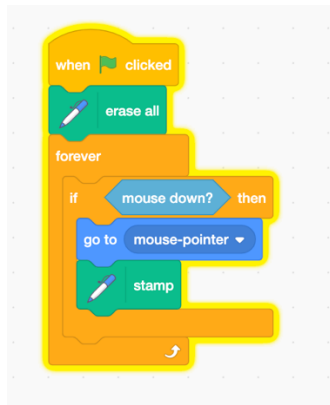 when clicked
erase all
forever
if mouse down? then
go to mouse-pointer
stamp